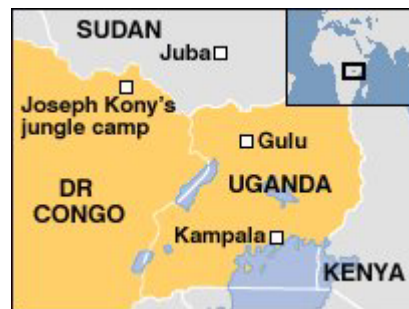 SUDAN
Juba
Joseph Kony's
jungle camp
Gulu
DR
CONGO
UGANDA
Kampala
KENYA